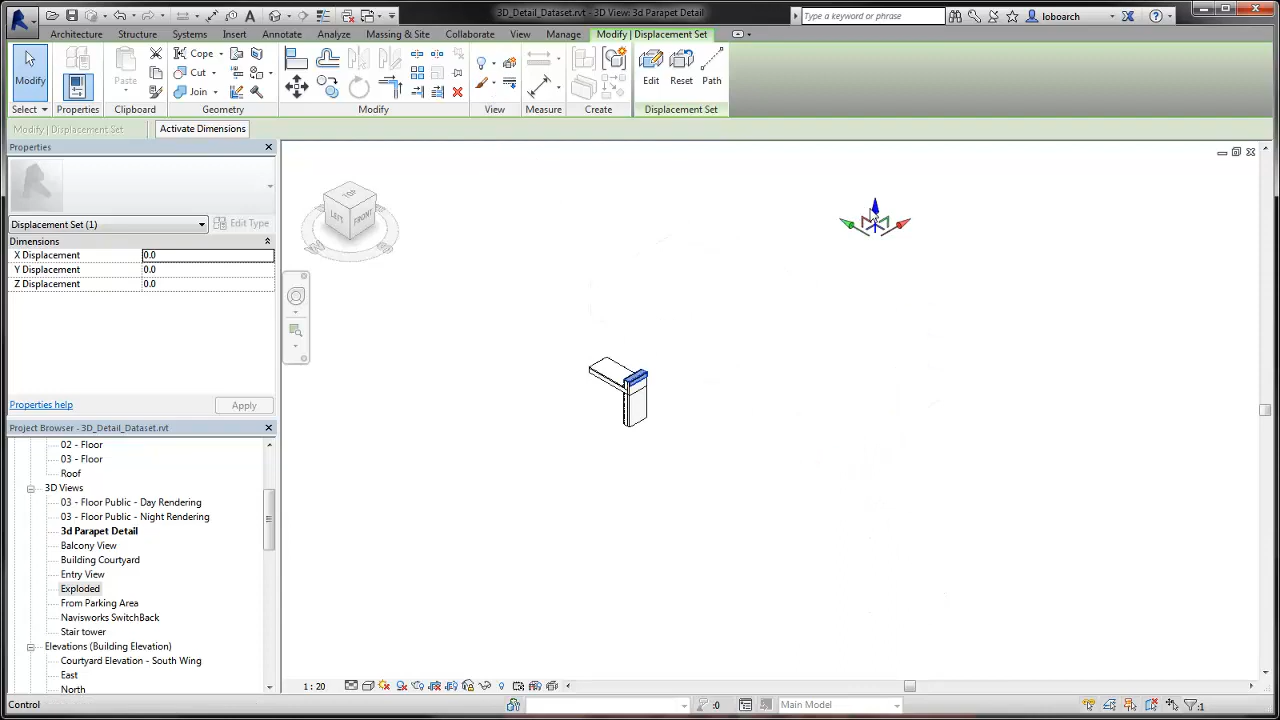 3D_Detail_Dataset.rvt - 3D View: 3d Parapet Detail
Type a keyword or phrase
loboarch
Architecture Structure Systems Insert Annotate Analyze Massing & Site Collaborate View Manage Modify | Displacement Set
Modify
Paste
Cope
Cut
Join
Edit Reset Path
Select Properties Clipboard Geometry Modify View Measure Create Displacement Set
Modify | Displacement Set Activate Dimensions
Properties
Displacement Set (1)
Edit Type
Dimensions
X Displacement 0.0
Y Displacement 0.0
Z Displacement 0.0
Properties help
Apply
TOP
LEFT
FRONT
Project Browser - 3D_Detail_Dataset.rvt
02 - Floor
03 - Floor
Roof
3D Views
03 - Floor Public - Day Rendering
03 - Floor Public - Night Rendering
3d Parapet Detail
Balcony View
Building Courtyard
Entry View
Exploded
From Parking Area
Navisworks SwitchBack
Stair tower
Elevations (Building Elevation)
Courtyard Elevation - South Wing
East
North
1 : 20
Control
:0
Main Model
:1